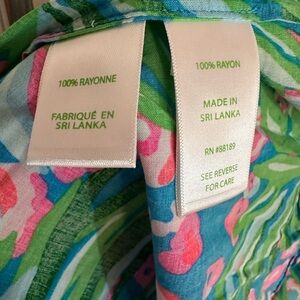 100% RAYONNE
FABRIQUÉ EN
SRI LANKA
100% RAYON
MADE IN
SRI LANKA
RN #88189
SEE REVERSE
FOR CARE